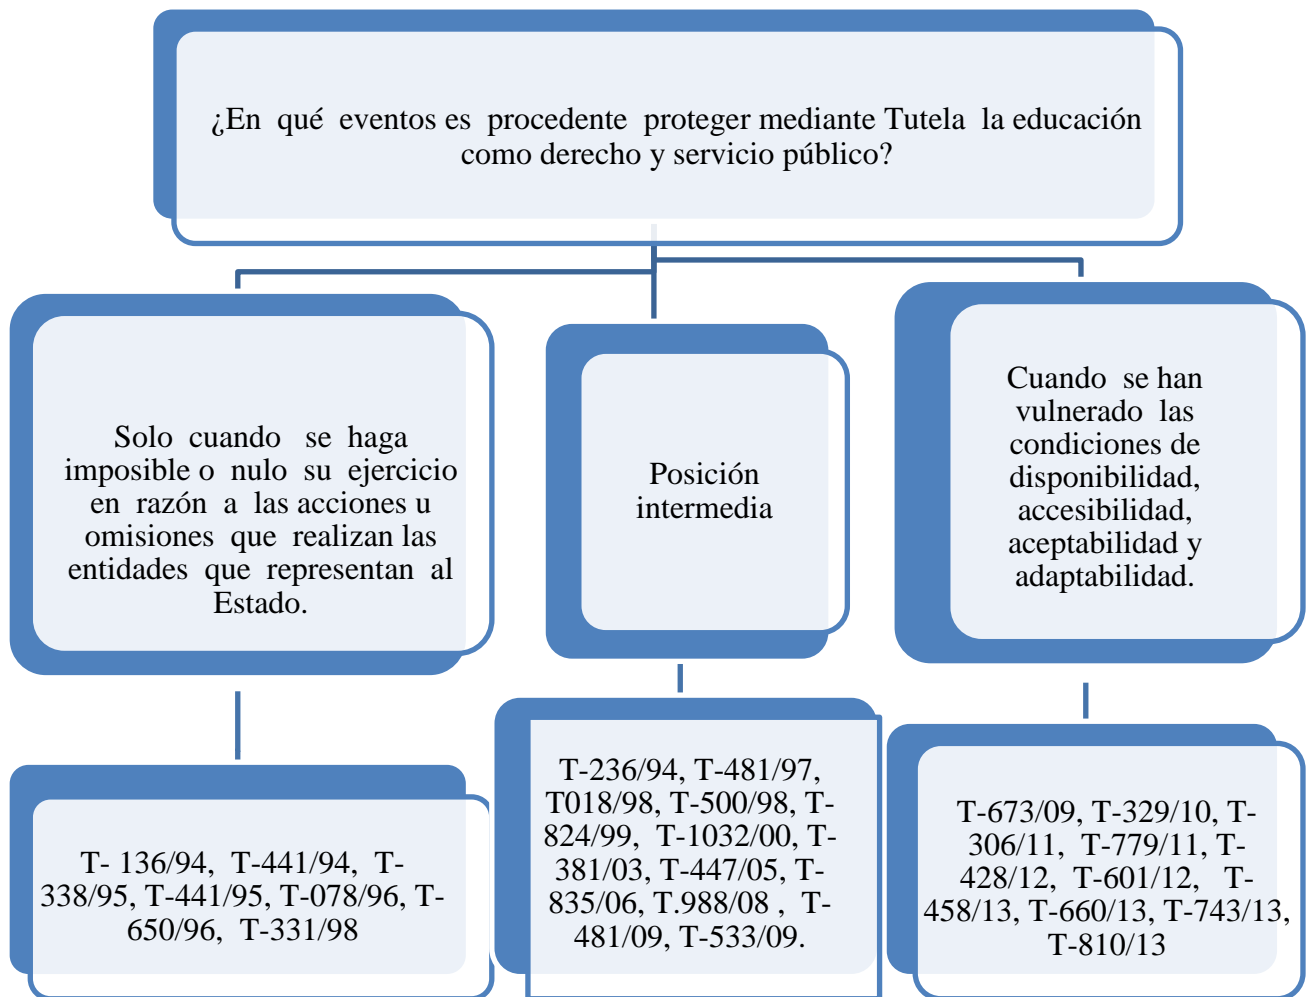 ¿En qué eventos es procedente proteger mediante Tutela la educación
como derecho y servicio público?
Solo cuando se haga
imposible o nulo su ejercicio
en razón a las acciones u
omisiones que realizan las
entidades que representan al
Estado.
Posición
intermedia
Cuando se han
vulnerado las
condiciones de
disponibilidad,
accesibilidad,
aceptabilidad y
adaptabilidad.
T- 136/94, T-441/94, T-
338/95, T-441/95, T-078/96, T-
650/96, T-331/98
T-236/94, T-481/97,
T018/98, T-500/98, T-
824/99, T-1032/00, T-
381/03, T-447/05, T-
835/06, T.988/08 , T-
481/09, T-533/09.
T-673/09, T-329/10, T-
306/11, T-779/11, T-
428/12, T-601/12, T-
458/13, T-660/13, T-743/13,
T-810/13